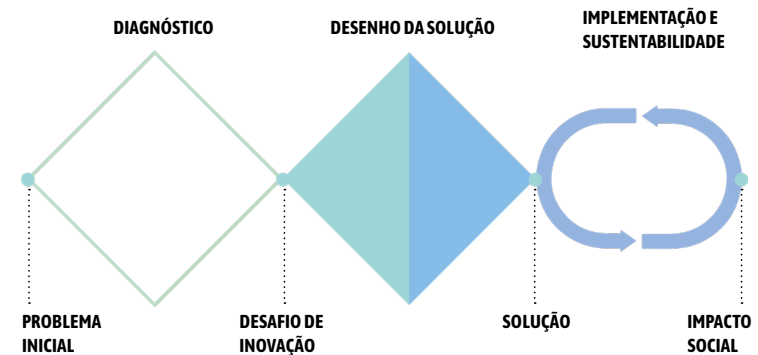 DIAGNÓSTICO
DESENHO DA SOLUÇÃO
IMPLEMENTAÇÃO E
SUSTENTABILIDADE
PROBLEMA
INICIAL
DESAFIO DE
INOVAÇÃO
SOLUÇÃO
IMPACTO
SOCIAL